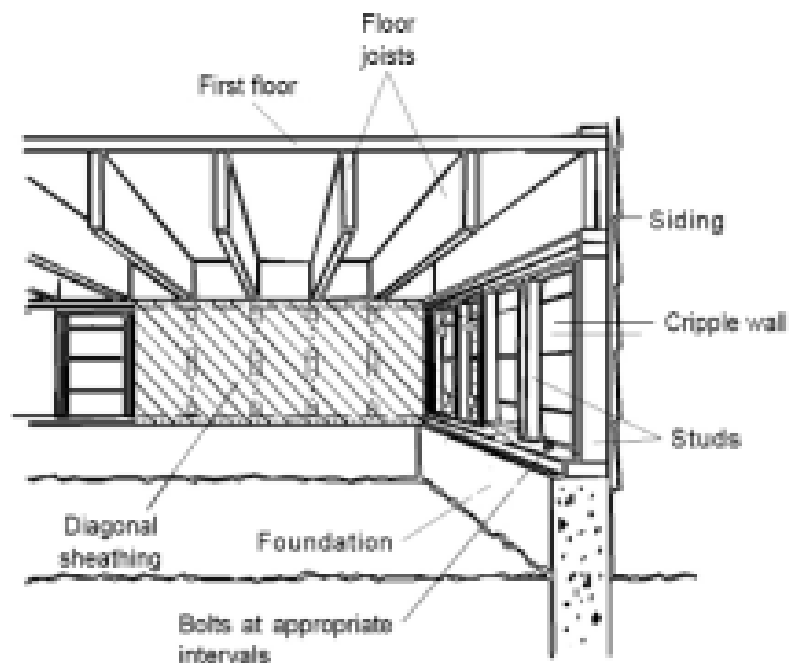 Floor
joists
First floor
Siding
Cripple wall
Studs
Diagonal
sheathing
Foundation
Bolts at appropriate
intervals